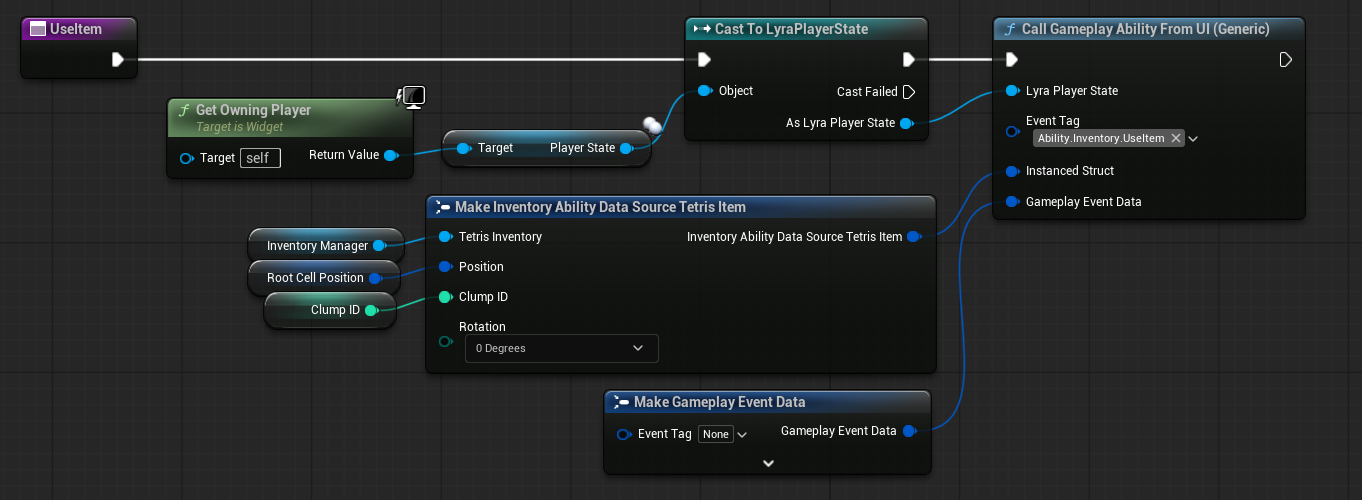 UseItem
Cast To LyraPlayerState
Object
Cast Failed
As Lyra Player State
Call Gameplay Ability From UI (Generic)
Lyra Player State
Event Tag
Ability.Inventory.UseItem
Instanced Struct
Gameplay Event Data
Get Owning Player
Target is Widget
Target
self
Return Value
Target
Player State
Make Inventory Ability Data Source Tetris Item
Tetris Inventory
Inventory Ability Data Source Tetris Item
Position
Clump ID
Rotation
0 Degrees
Inventory Manager
Root Cell Position
Clump ID
Make Gameplay Event Data
Event Tag
None
Gameplay Event Data